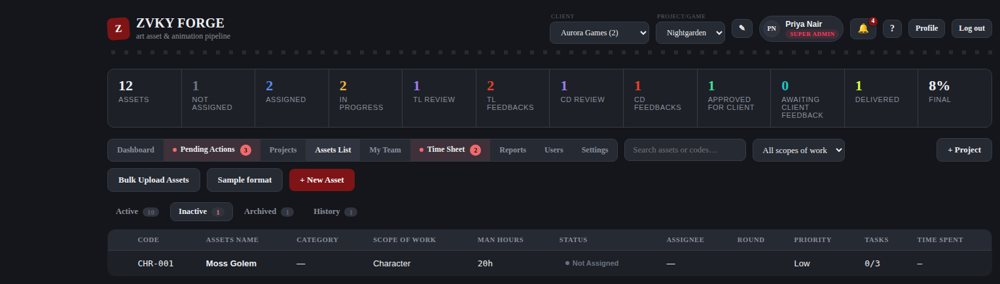 Z
ZVKY FORGE
art asset & animation pipeline
CLIENT
Aurora Games (2)
PROJECT/GAME
Nightgarden
✎
PN
Priya Nair
SUPER ADMIN
4
?
Profile
Log out
12
ASSETS
1
NOT
ASSIGNED
2
ASSIGNED
2
IN
PROGRESS
1
TL REVIEW
2
TL
FEEDBACKS
1
CD REVIEW
1
CD
FEEDBACKS
1
APPROVED
FOR CLIENT
0
AWAITING
CLIENT
FEEDBACK
1
DELIVERED
8%
FINAL
Dashboard
Pending Actions 3
Projects
Assets List
My Team
Time Sheet 2
Reports
Users
Settings
Search assets or codes…
All scopes of work
+ Project
Bulk Upload Assets
Sample format
+ New Asset
Active 10
Inactive 1
Archived 1
History 1
CODE ASSETS NAME CATEGORY SCOPE OF WORK MAN HOURS STATUS ASSIGNEE ROUND PRIORITY TASKS TIME SPENT
CHR-001 Moss Golem — Character 20h Not Assigned — Low 0/3 —